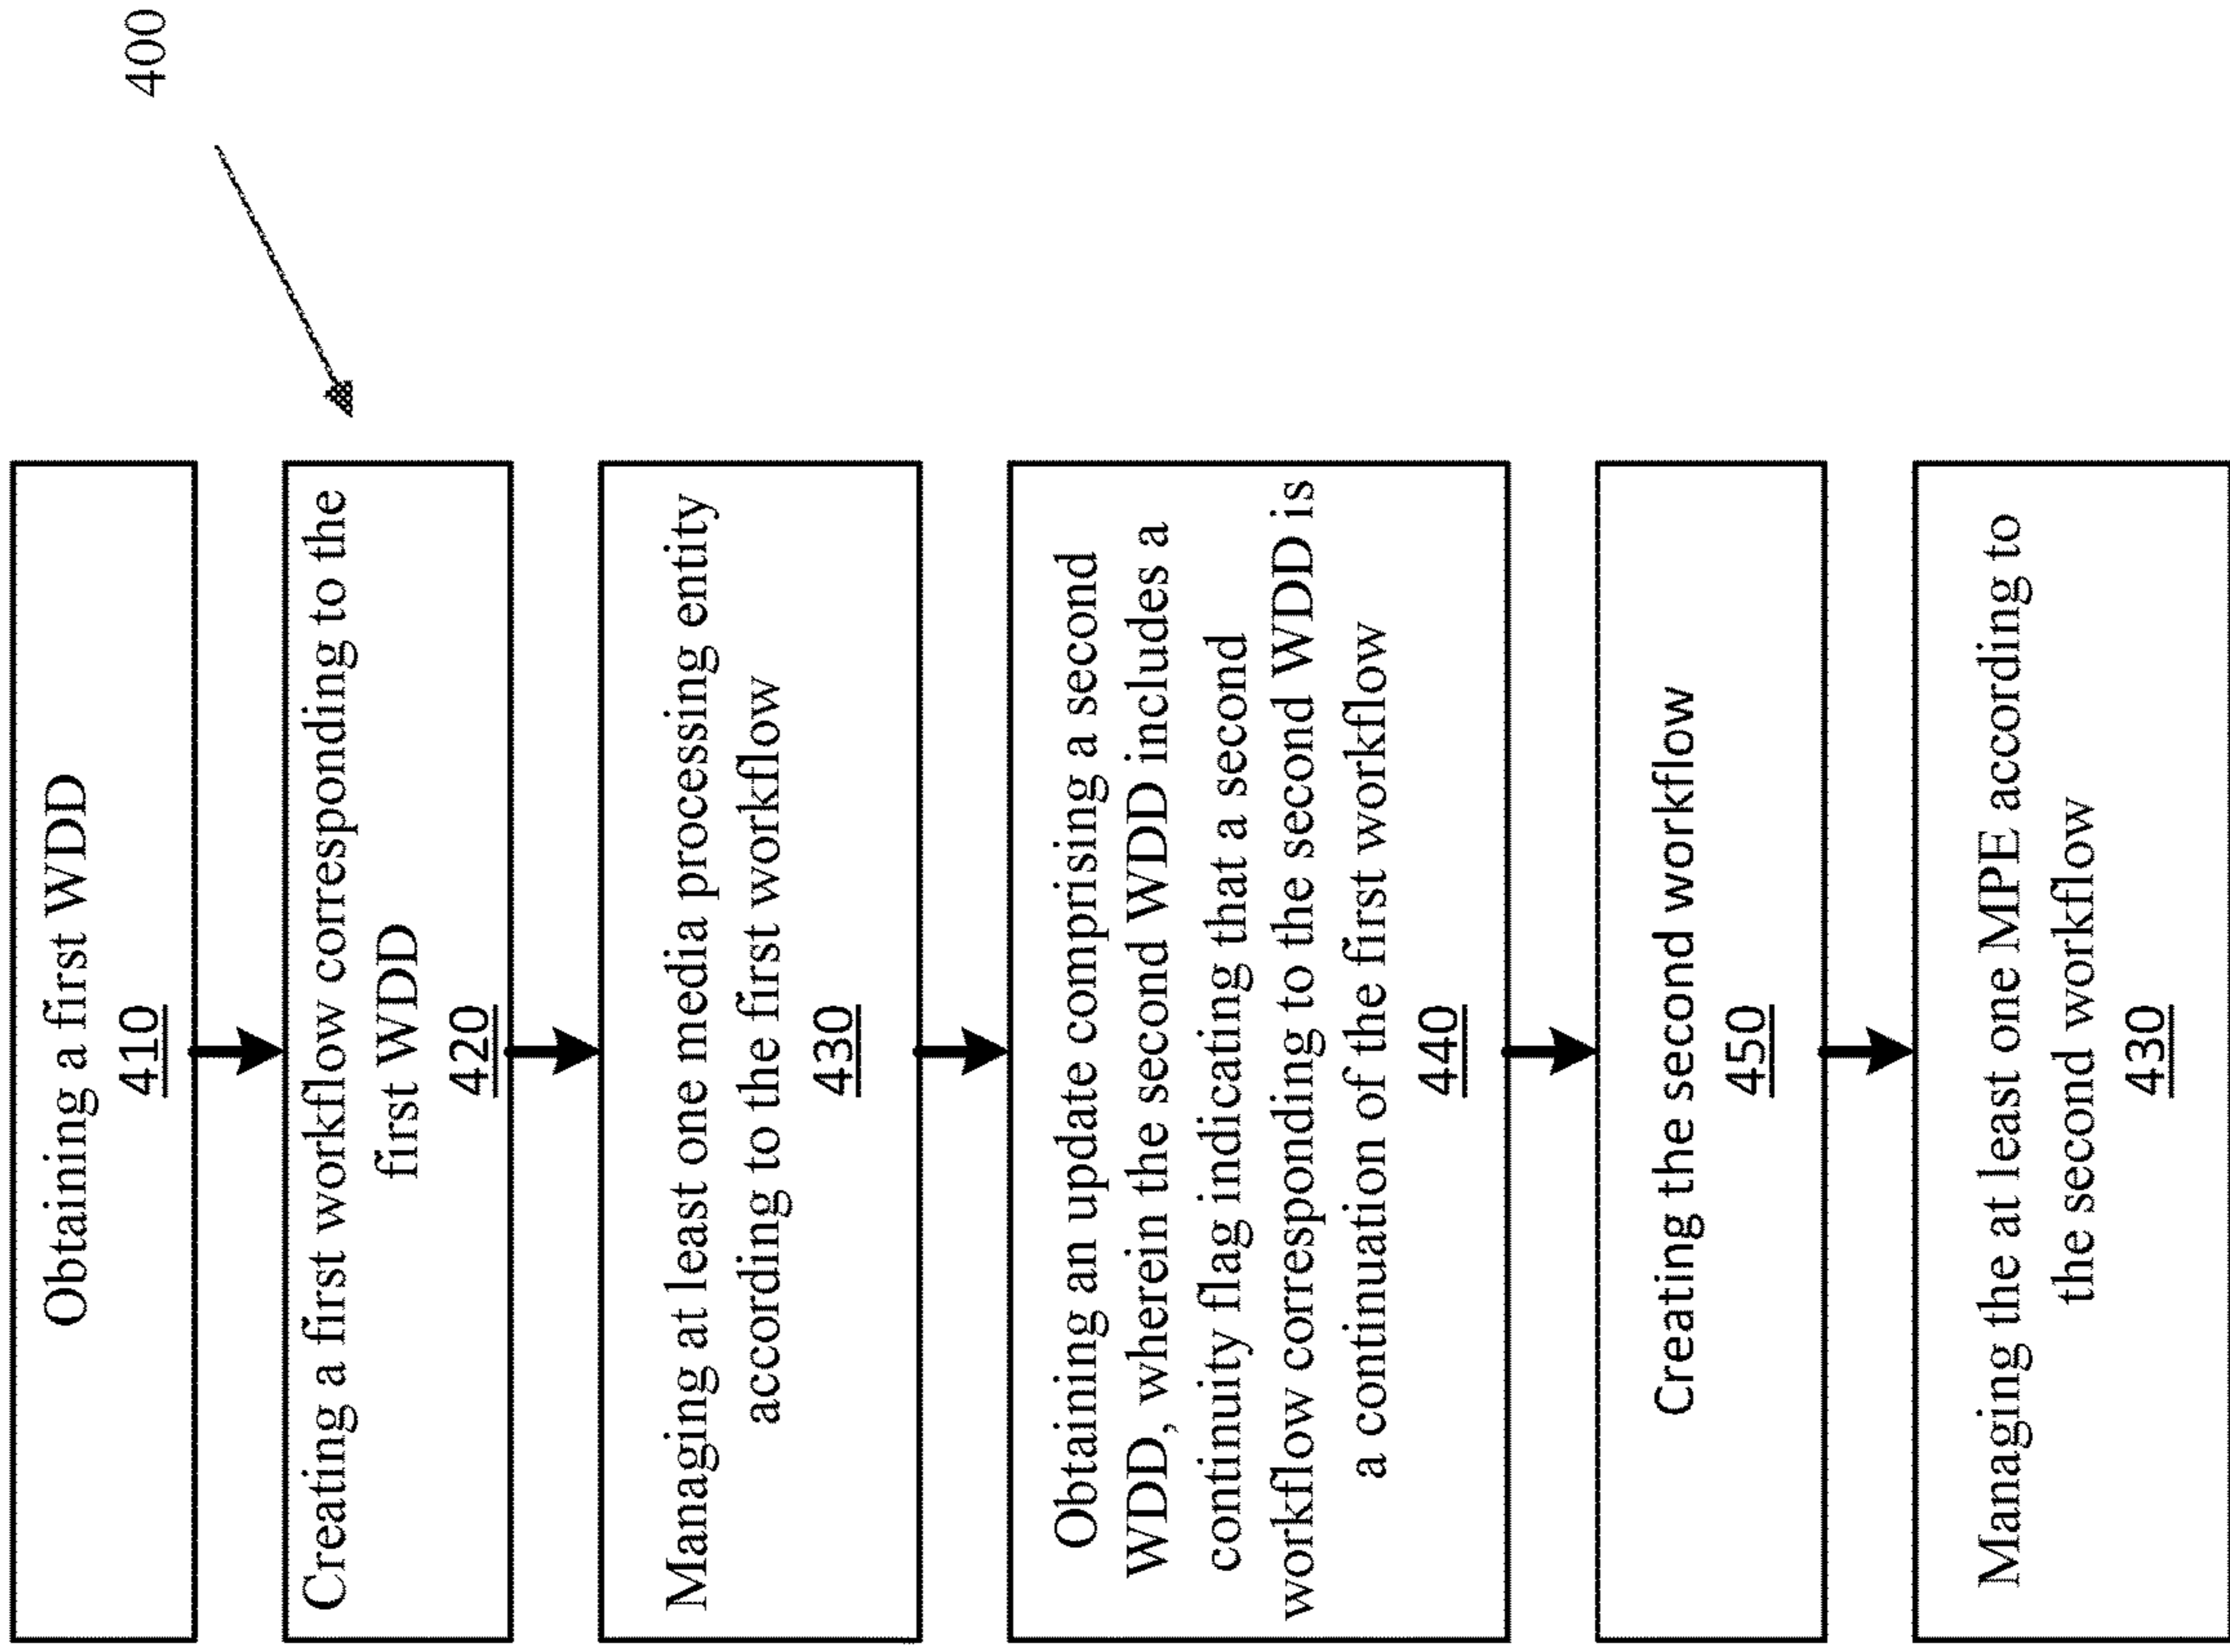 400
Obtaining a first WDD
410
Creating a first workflow corresponding to the
first WDD
420
Managing at least one media processing entity
according to the first workflow
430
Obtaining an update comprising a second
WDD, wherein the second WDD includes a
continuity flag indicating that a second
workflow corresponding to the second WDD is
a continuation of the first workflow
440
Creating the second workflow
450
Managing the at least one MPE according to
the second workflow
430